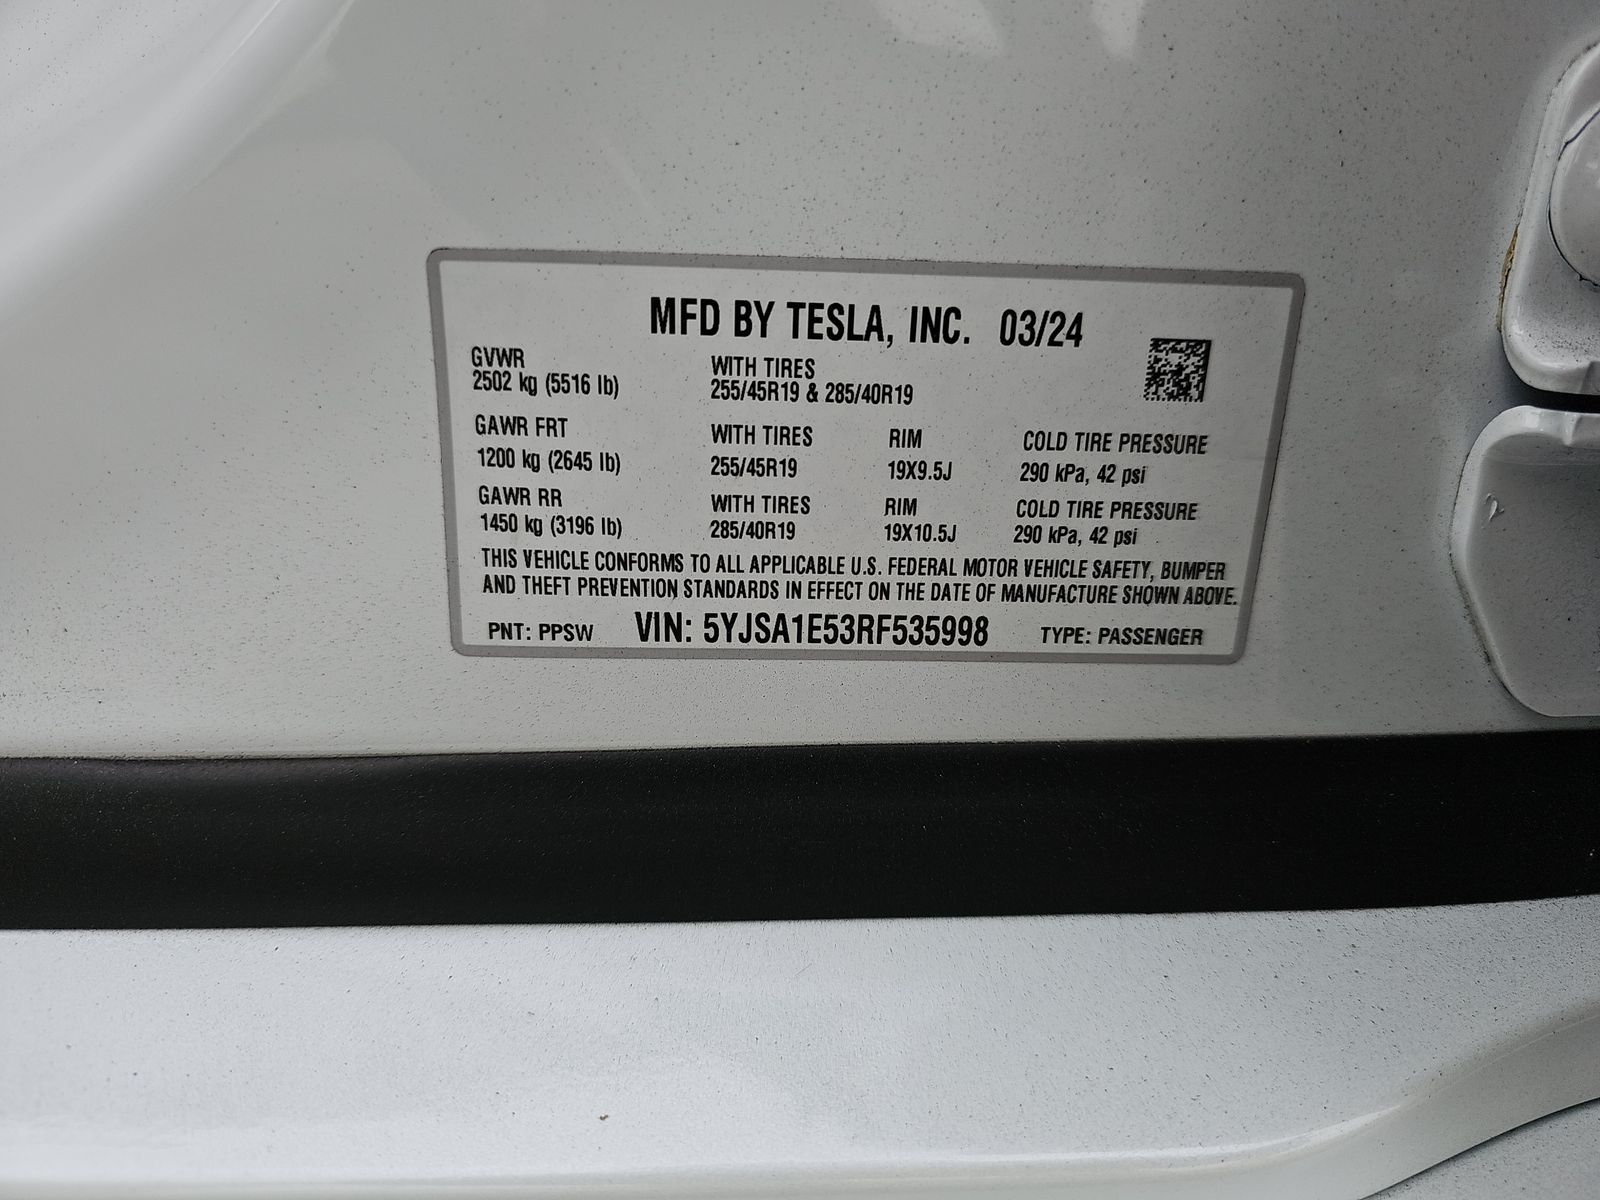 MFD BY TESLA, INC. 03/24
GVWR WITH TIRES
2502 kg (5516 lb) 255/45R19 & 285/40R19
GAWR FRT WITH TIRES RIM COLD TIRE PRESSURE
1200 kg (2645 lb) 255/45R19 19X9.5J 290 kPa, 42 psi
GAWR RR WITH TIRES RIM COLD TIRE PRESSURE
1450 kg (3196 lb) 285/40R19 19X10.5J 290 kPa, 42 psi
THIS VEHICLE CONFORMS TO ALL APPLICABLE U.S. FEDERAL MOTOR VEHICLE SAFETY, BUMPER
AND THEFT PREVENTION STANDARDS IN EFFECT ON THE DATE OF MANUFACTURE SHOWN ABOVE.
PNT: PPSW VIN: 5YJSA1E53RF535998 TYPE: PASSENGER